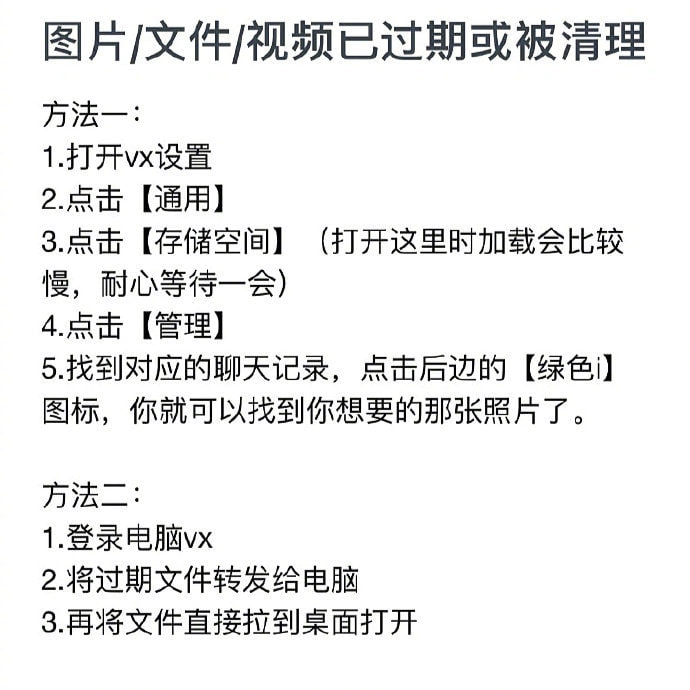 图片/文件/视频已过期或被清理
方法一：
1.打开vx设置
2.点击【通用】
3.点击【存储空间】（打开这里时加载会比较
慢，耐心等待一会）
4.点击【管理】
5.找到对应的聊天记录，点击后边的【绿色i】
图标，你就可以找到你想要的那张照片了。
方法二：
1.登录电脑vx
2.将过期文件转发给电脑
3.再将文件直接拉到桌面打开